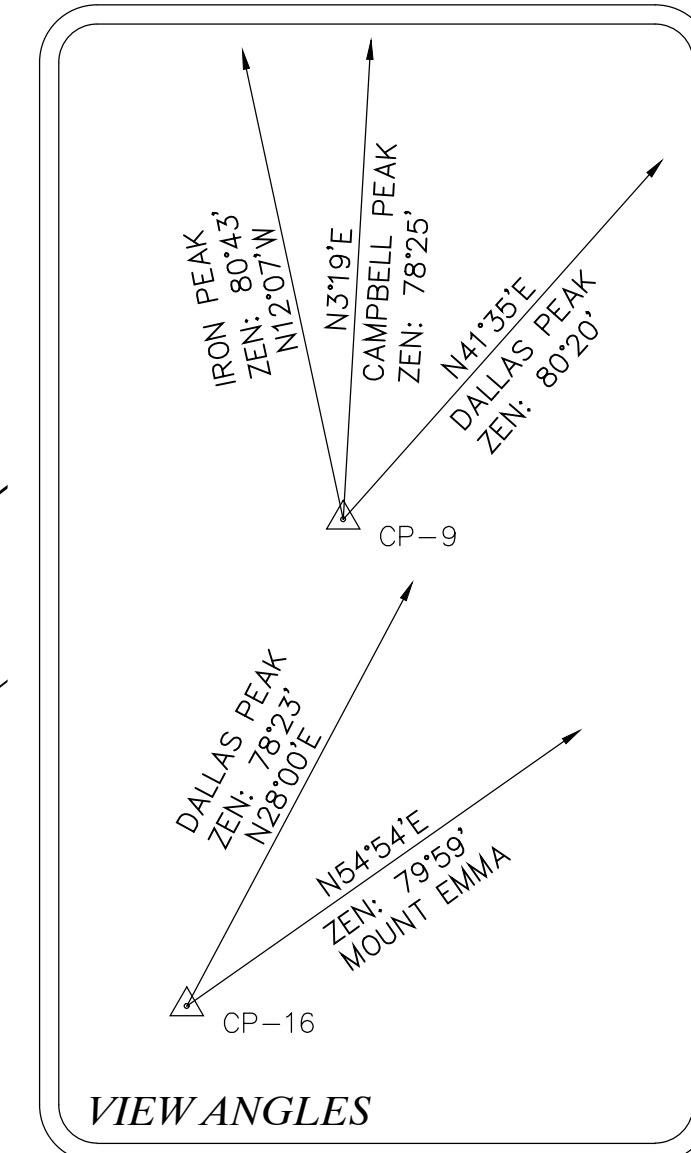 IRON PEAK
ZEN: 80°43'
N12°07'W
N3°19'E
CAMPBELL PEAK
ZEN: 78°25'
N41°35'E
DALLAS PEAK
ZEN: 80°20'
CP-9
DALLAS PEAK
ZEN: 78°23'
N28°00'E
N54°54'E
ZEN: 79°59'
MOUNT EMMA
CP-16
VIEW ANGLES